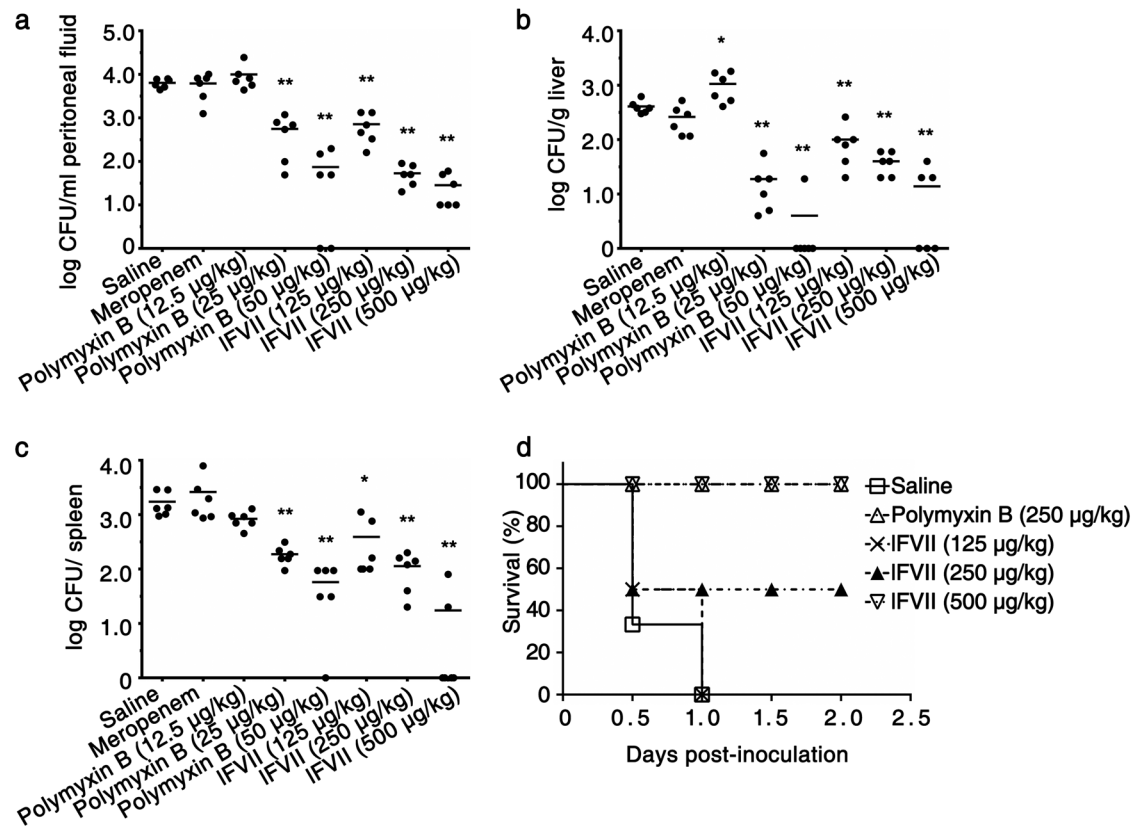 a
log CFU/ml peritoneal fluid
5.0
4.0
3.0
2.0
1.0
0
** ** ** ** **
Saline
Meropenem
Polymyxin B (12.5 µg/kg)
Polymyxin B (25 µg/kg)
Polymyxin B (50 µg/kg)
IFVII (125 µg/kg)
IFVII (250 µg/kg)
IFVII (500 µg/kg)
b
log CFU/g liver
4.0
3.0
2.0
1.0
0
* ** ** ** ** **
Saline
Meropenem
Polymyxin B (12.5 µg/kg)
Polymyxin B (25 µg/kg)
Polymyxin B (50 µg/kg)
IFVII (125 µg/kg)
IFVII (250 µg/kg)
IFVII (500 µg/kg)
c
log CFU/ spleen
4.0
3.0
2.0
1.0
0
** ** * ** **
Saline
Meropenem
Polymyxin B (12.5 µg/kg)
Polymyxin B (25 µg/kg)
Polymyxin B (50 µg/kg)
IFVII (125 µg/kg)
IFVII (250 µg/kg)
IFVII (500 µg/kg)
d
Survival (%)
100
80
60
40
20
0
0 0.5 1.0 1.5 2.0 2.5
Days post-inoculation
Saline
Polymyxin B (250 µg/kg)
IFVII (125 µg/kg)
IFVII (250 µg/kg)
IFVII (500 µg/kg)